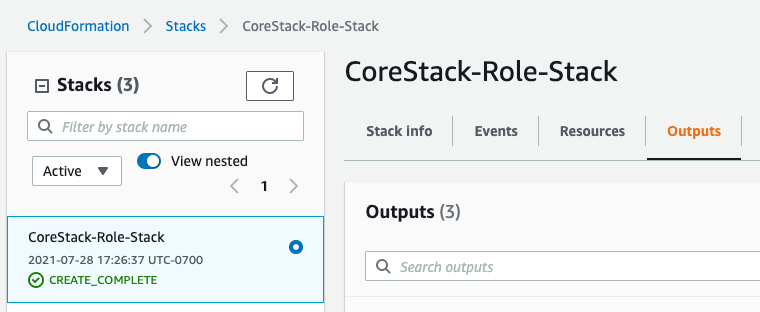 CloudFormation > Stacks > CoreStack-Role-Stack
Stacks (3)
Filter by stack name
Active
View nested
1
CoreStack-Role-Stack
2021-07-28 17:26:37 UTC-0700
CREATE_COMPLETE
CoreStack-Role-Stack
Stack info Events Resources Outputs
Outputs (3)
Search outputs